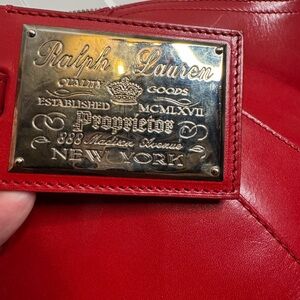 Ralph Lauren
QUALITY GOODS
ESTABLISHED MCMLXVII
Proprietor
888 Madison Avenue
NEW YORK